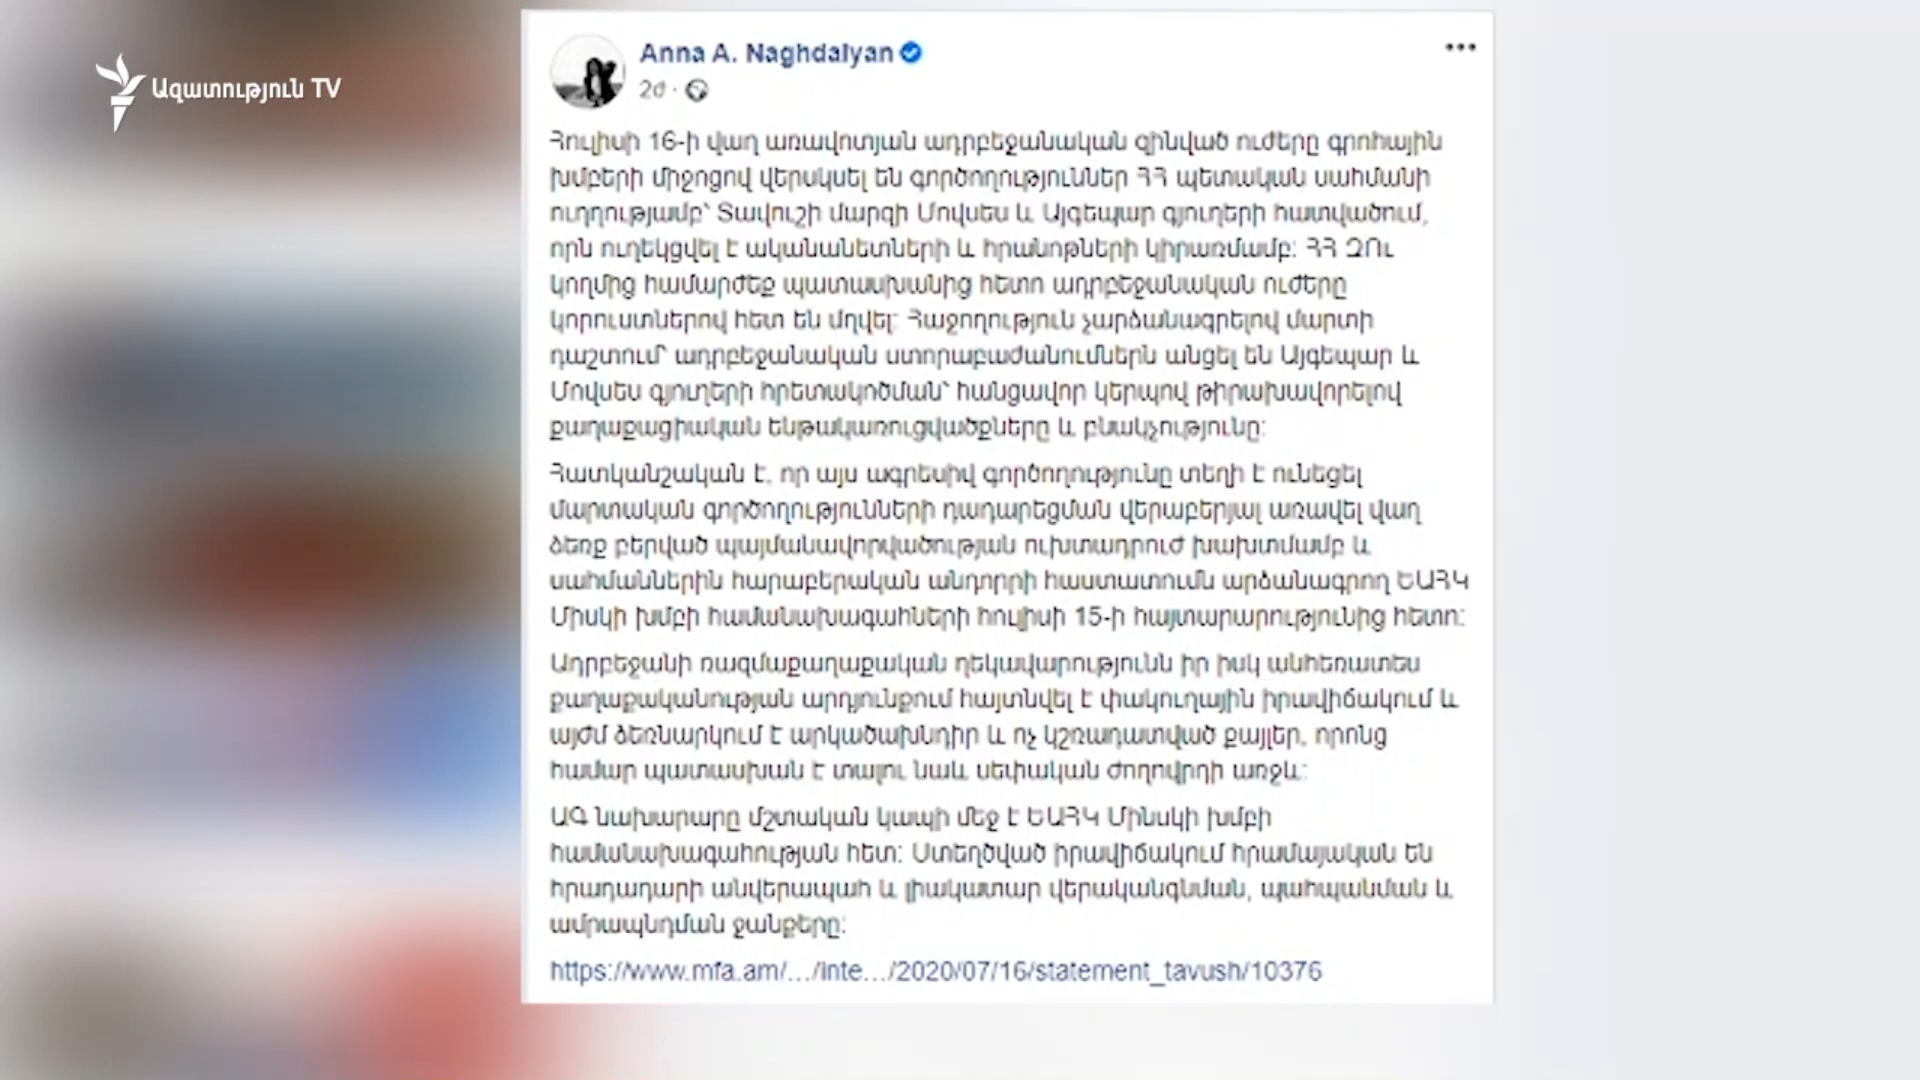 Ազատություն TV
Anna A. Naghdalyan
2ժ
Հուլիսի 16-ի վաղ առավոտյան ադրբեջանական զինված ուժերը գրոհային
խմբերի միջոցով վերսկսել են գործողություններ ՀՀ պետական սահմանի
ուղղությամբ՝ Տավուշի մարզի Մովսես և Այգեպար գյուղերի հատվածում,
որն ուղեկցվել է ականանետների և հրանոթների կիրառմամբ: ՀՀ ԶՈւ
կողմից համարժեք պատասխանից հետո ադրբեջանական ուժերը
կորուստներով հետ են մղվել: Հաջողություն չարձանագրելով մարտի
դաշտում՝ ադրբեջանական ստորաբաժանումներն անցել են Այգեպար և
Մովսես գյուղերի հրետակոծման՝ հանցավոր կերպով թիրախավորելով
քաղաքացիական ենթակառուցվածքները և բնակչությունը:
Հատկանշական է, որ այս ագրեսիվ գործողությունը տեղի է ունեցել
մարտական գործողությունների դադարեցման վերաբերյալ առավել վաղ
ձեռք բերված պայմանավորվածության ուխտադրուժ խախտմամբ և
սահմաններին հարաբերական անդորրի հաստատումն արձանագրող ԵԱՀԿ
Միսկի խմբի համանախագահների հուլիսի 15-ի հայտարարությունից հետո:
Ադրբեջանի ռազմաքաղաքական ղեկավարությունն իր իսկ անհեռատես
քաղաքականության արդյունքում հայտնվել է փակուղային իրավիճակում և
այժմ ձեռնարկում է արկածախնդիր և ոչ կշռադատված քայլեր, որոնց
համար պատասխան է տալու նաև սեփական ժողովրդի առջև:
ԱԳ նախարարը մշտական կապի մեջ է ԵԱՀԿ Մինսկի խմբի
համանախագահության հետ: Ստեղծված իրավիճակում հրամայական են
հրադադարի անվերապահ և լիակատար վերականգնման, պահպանման և
ամրապնդման ջանքերը:
https://www.mfa.am/…/inte…/2020/07/16/statement_tavush/10376